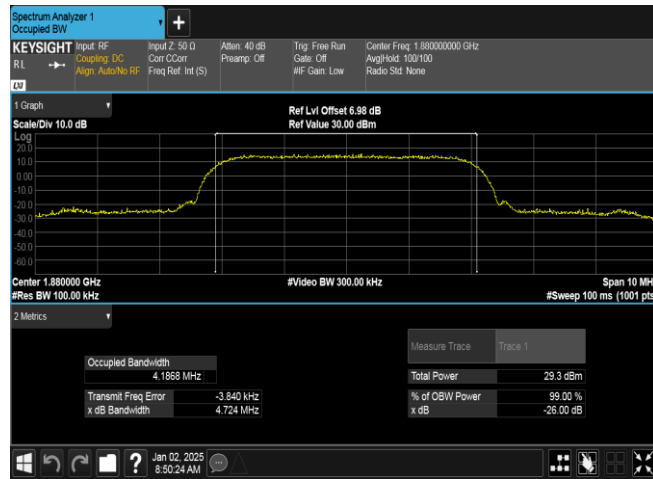 Spectrum Analyzer 1
Occupied BW
KEYSIGHT
RL
LXI
Input: RF
Coupling: DC
Align: Auto/No RF
Input Z: 50 Ω
Corr CCorr
Freq Ref: Int (S)
Atten: 40 dB
Preamp: Off
Trig: Free Run
Gate: Off
#IF Gain: Low
Center Freq: 1.880000000 GHz
Avg|Hold: 100/100
Radio Std: None
1 Graph
Scale/Div 10.0 dB
Ref Lvl Offset 6.98 dB
Ref Value 30.00 dBm
Log
20.0
10.0
0.00
-10.0
-20.0
-30.0
-40.0
-50.0
-60.0
Center 1.880000 GHz
#Res BW 100.00 kHz
#Video BW 300.00 kHz
Span 10 MH
#Sweep 100 ms (1001 pts
2 Metrics
Measure Trace Trace 1
Occupied Bandwidth
4.1868 MHz
Total Power 29.3 dBm
Transmit Freq Error -3.840 kHz
% of OBW Power 99.00 %
x dB Bandwidth 4.724 MHz
x dB -26.00 dB
Jan 02, 2025
8:50:24 AM